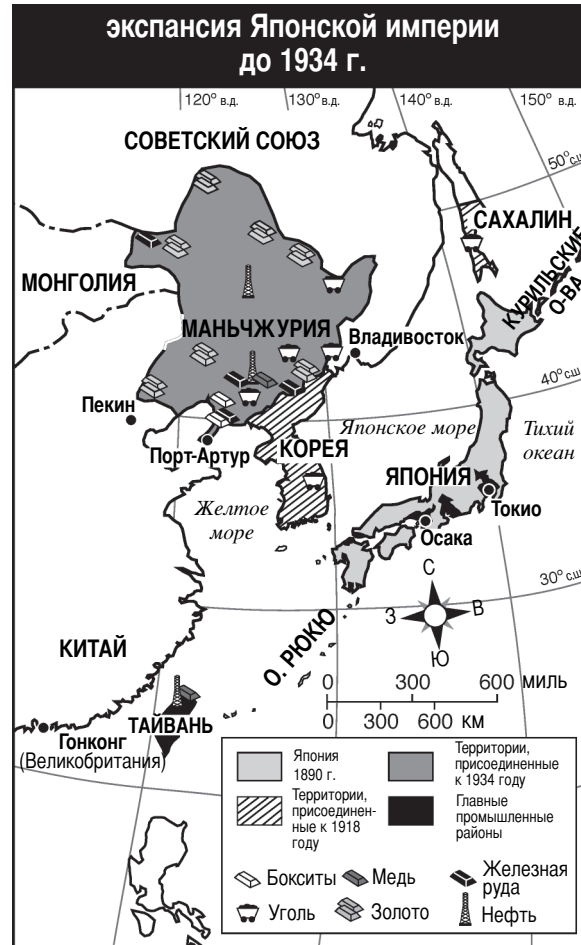 экспансия Японской империи
до 1934 г.
120° в.д.
130° в.д.
140° в.д.
150° в.д.
СОВЕТСКИЙ СОЮЗ
50° с.ш
САХАЛИН
МОНГОЛИЯ
КУРИЛЬСКИЕ
О-ВА
МАНЬЧЖУРИЯ
Владивосток
40° с.ш
Пекин
Порт-Артур
КОРЕЯ
Японское море
Тихий
океан
ЯПОНИЯ
Токио
Желтое
море
Осака
30° с.ш
С
З
В
Ю
КИТАЙ
О. РЮКЮ
0 300 600 МИЛЬ
0 300 600 КМ
ТАЙВАНЬ
Гонконг
(Великобритания)
Япония
1890 г.
Территории,
присоединенные
к 1934 году
Территории,
присоединен-
ные к 1918
году
Главные
промышленные
районы
Бокситы
Медь
Железная
руда
Уголь
Золото
Нефть